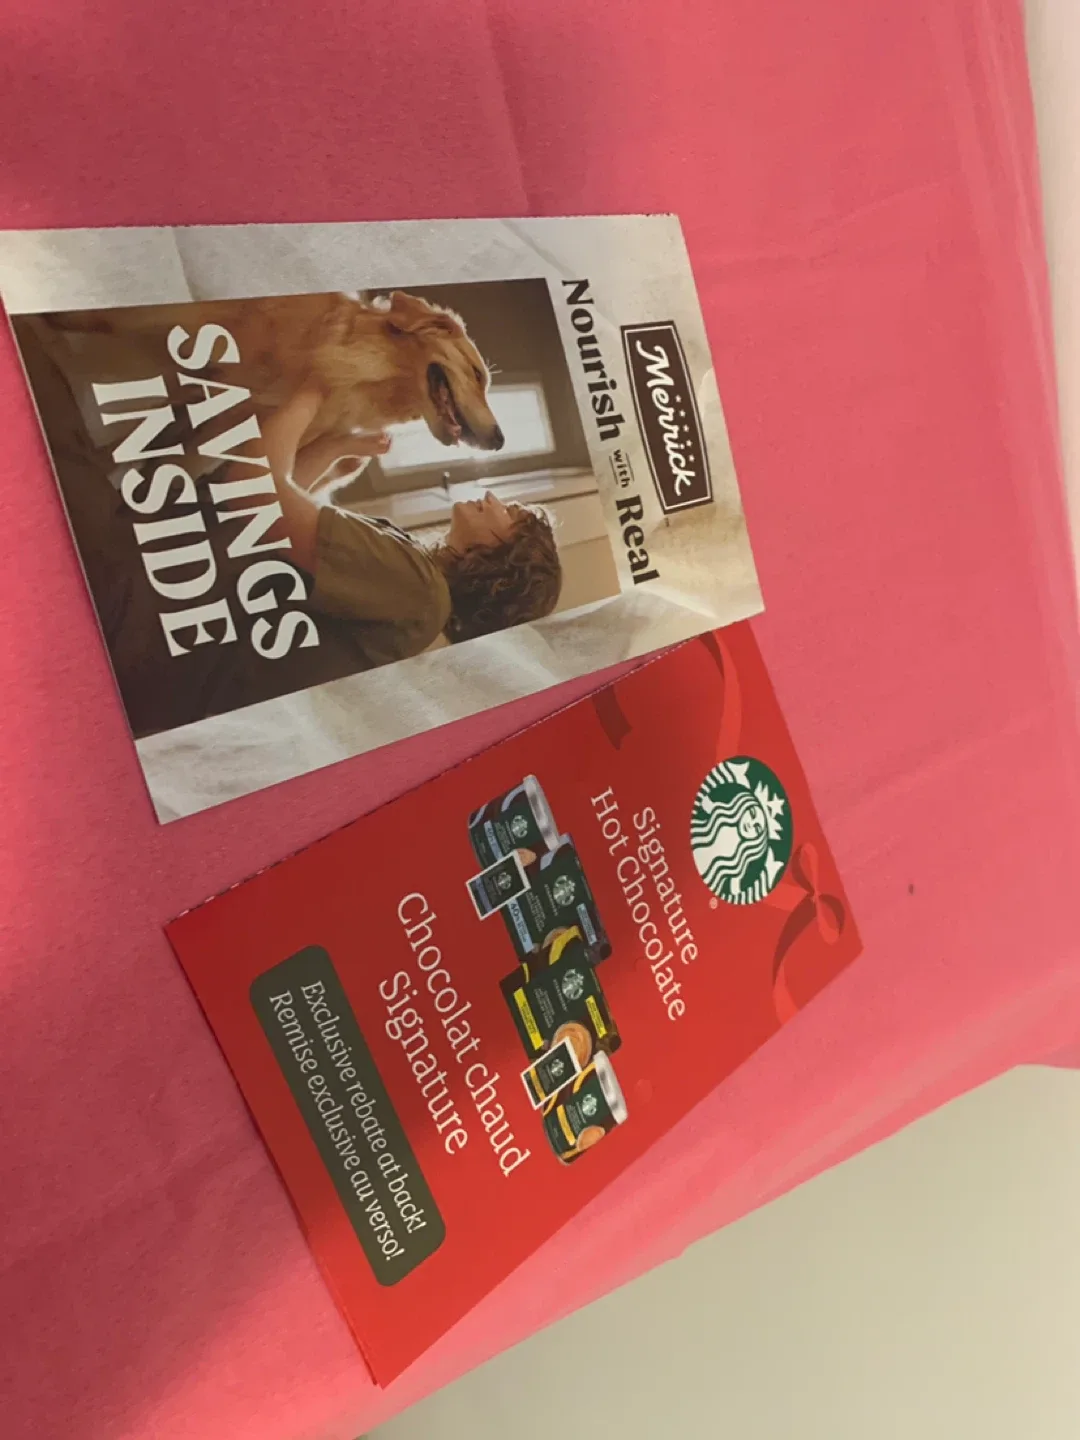 Merrick
Nourish with Real
SAVINGS
INSIDE
Signature
Hot Chocolate
Chocolat chaud
Signature
Exclusive rebate at back!
Remise exclusive au verso!